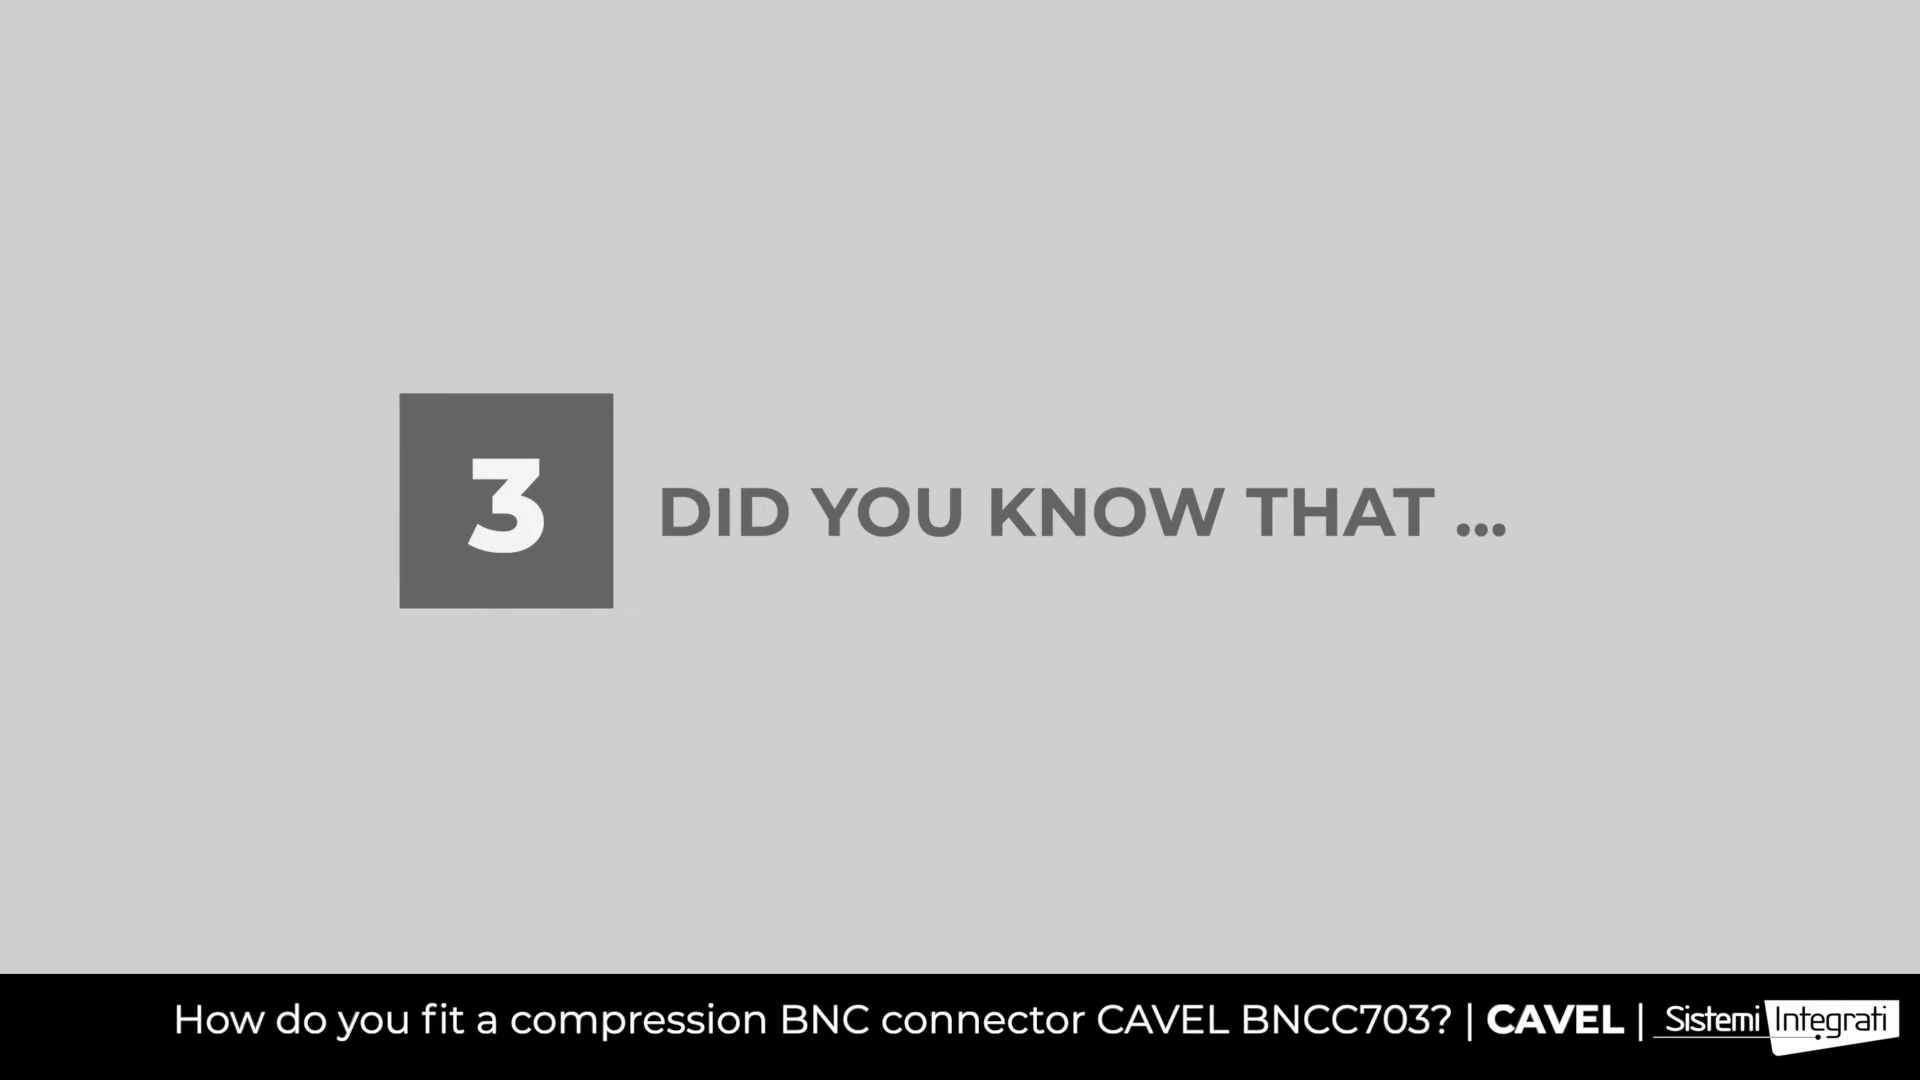 3
DID YOU KNOW THAT ...
How do you fit a compression BNC connector CAVEL BNCC703? | CAVEL | Sistemi Integrati